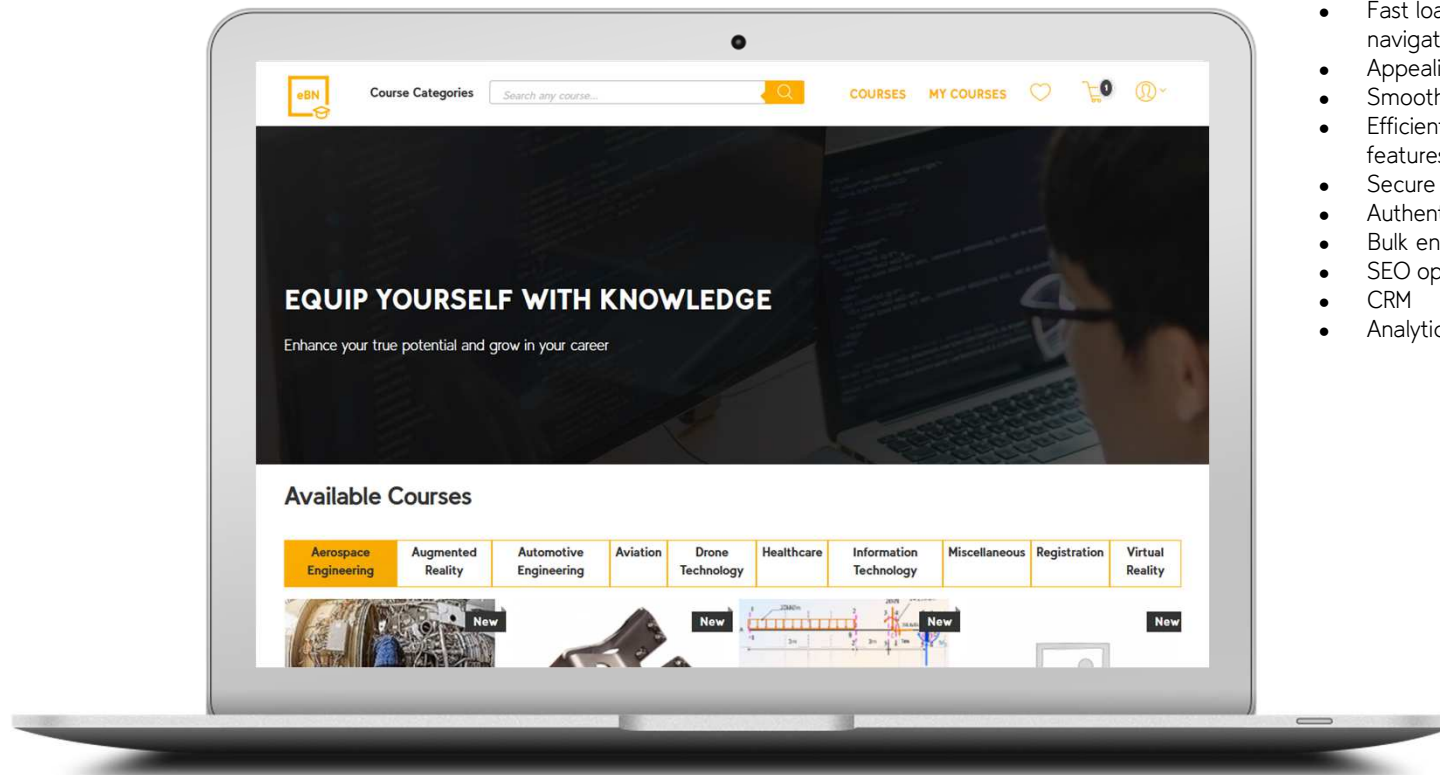 eBN
Course Categories
Search any course...
COURSES
MY COURSES
1
EQUIP YOURSELF WITH KNOWLEDGE
Enhance your true potential and grow in your career
Available Courses
Aerospace
Engineering
Augmented
Reality
Automotive
Engineering
Aviation
Drone
Technology
Healthcare
Information
Technology
Miscellaneous
Registration
Virtual
Reality
New
New
New
New
• Fast loa
navigat
• Appeali
• Smooth
• Efficient
features
• Secure
• Authent
• Bulk en
• SEO op
• CRM
• Analytic